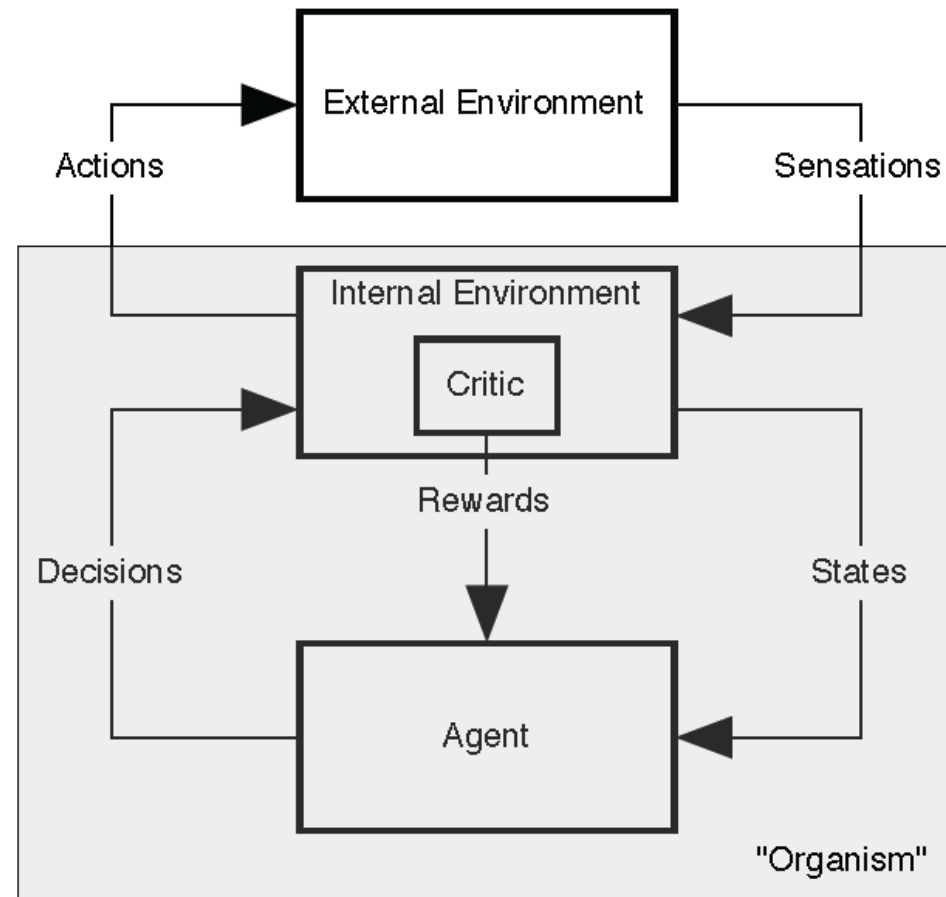 External Environment
Actions
Sensations
Internal Environment
Critic
Rewards
Decisions
States
Agent
"Organism"